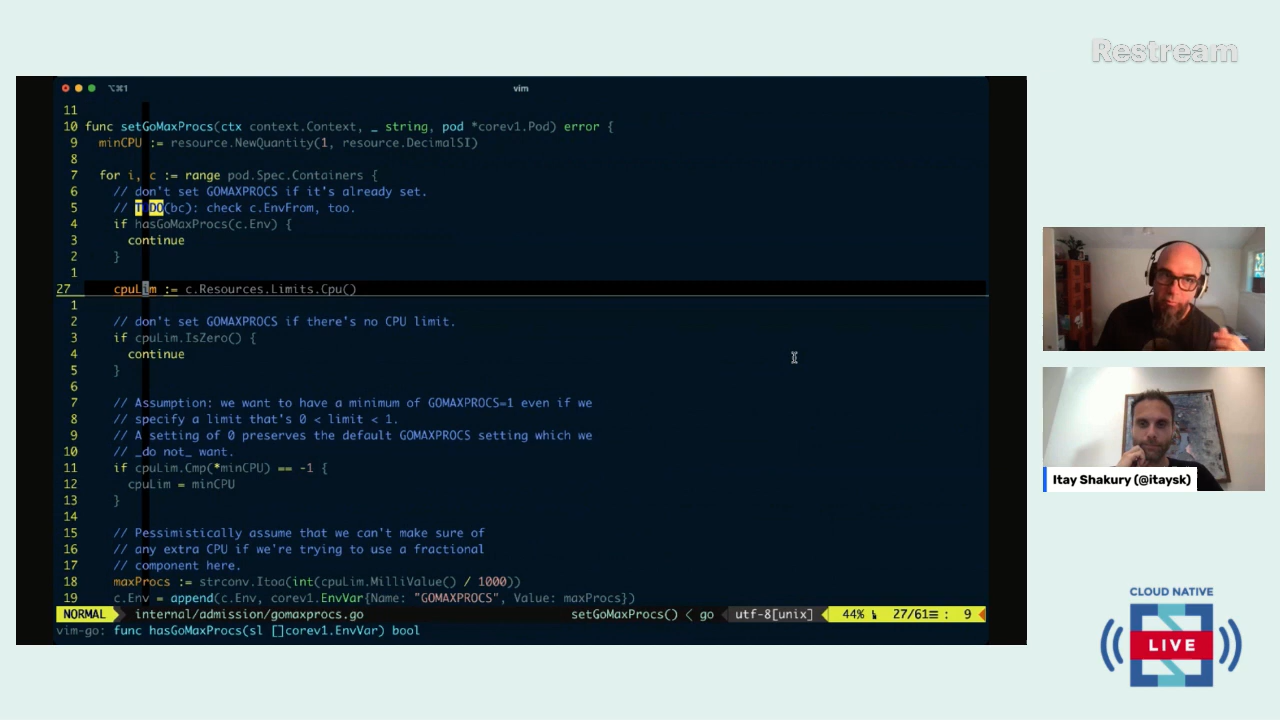 Restream
⌥⌘1
vim
11
10 func setGoMaxProcs(ctx context.Context, _ string, pod *corev1.Pod) error {
9 minCPU := resource.NewQuantity(1, resource.DecimalSI)
8
7 for i, c := range pod.Spec.Containers {
6 // don't set GOMAXPROCS if it's already set.
5 // TODO(bc): check c.EnvFrom, too.
4 if hasGoMaxProcs(c.Env) {
3 continue
2 }
1
27 cpuLim := c.Resources.Limits.Cpu()
1
2 // don't set GOMAXPROCS if there's no CPU limit.
3 if cpuLim.IsZero() {
4 continue
5 }
6
7 // Assumption: we want to have a minimum of GOMAXPROCS=1 even if we
8 // specify a limit that's 0 < limit < 1.
9 // A setting of 0 preserves the default GOMAXPROCS setting which we
10 // _do not_ want.
11 if cpuLim.Cmp(*minCPU) == -1 {
12 cpuLim = minCPU
13 }
14
15 // Pessimistically assume that we can't make sure of
16 // any extra CPU if we're trying to use a fractional
17 // component here.
18 maxProcs := strconv.Itoa(int(cpuLim.MilliValue() / 1000))
19 c.Env = append(c.Env, corev1.EnvVar{Name: "GOMAXPROCS", Value: maxProcs})
NORMAL internal/admission/gomaxprocs.go setGoMaxProcs() < go utf-8[unix] 44% 27/61≡ : 9
vim-go: func hasGoMaxProcs(sl []corev1.EnvVar) bool
Itay Shakury (@itaysk)
CLOUD NATIVE
LIVE